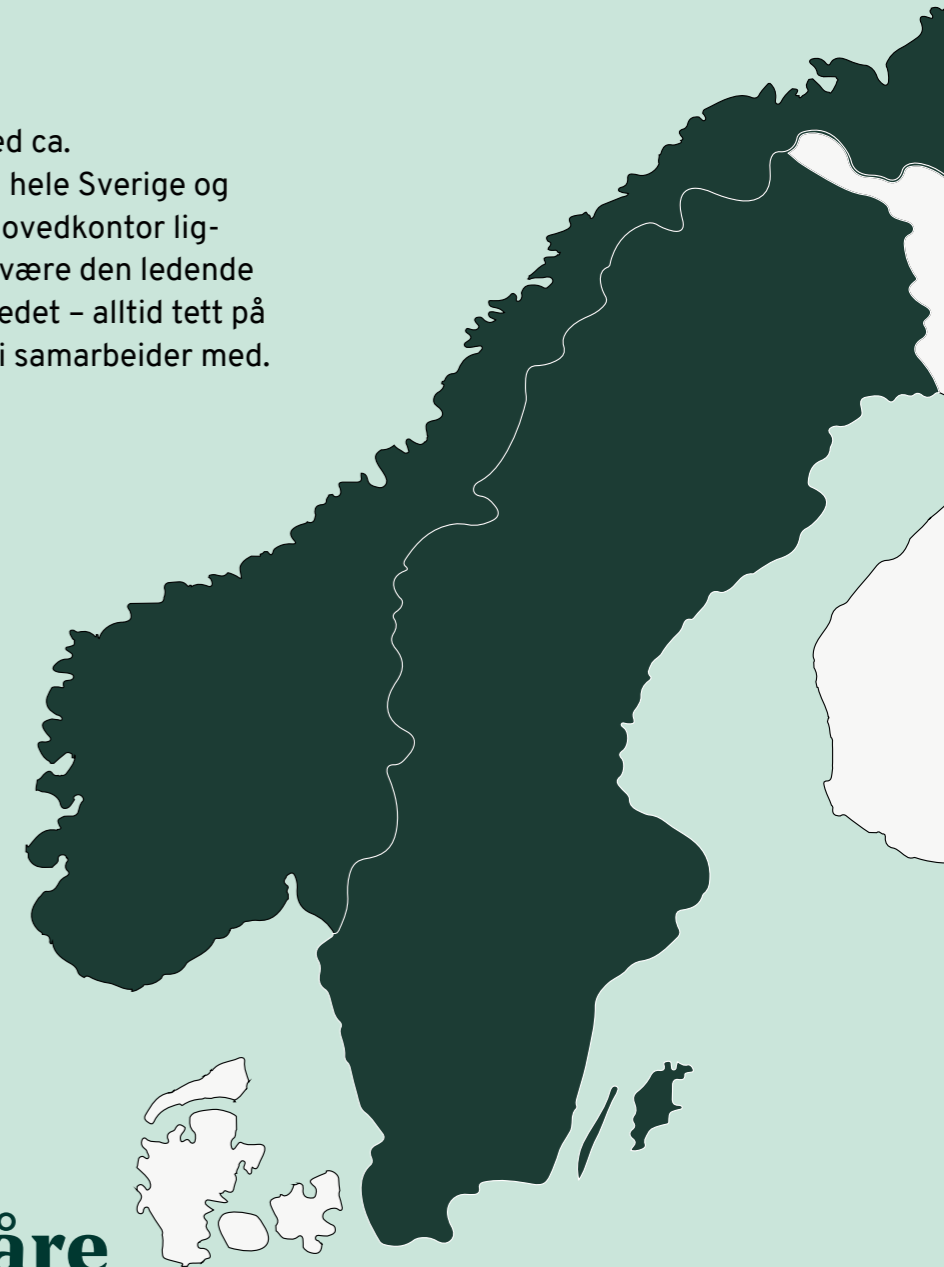 ed ca.
hele Sverige og
ovedkontor lig-
være den ledende
edet – alltid tett på
i samarbeider med.
åre